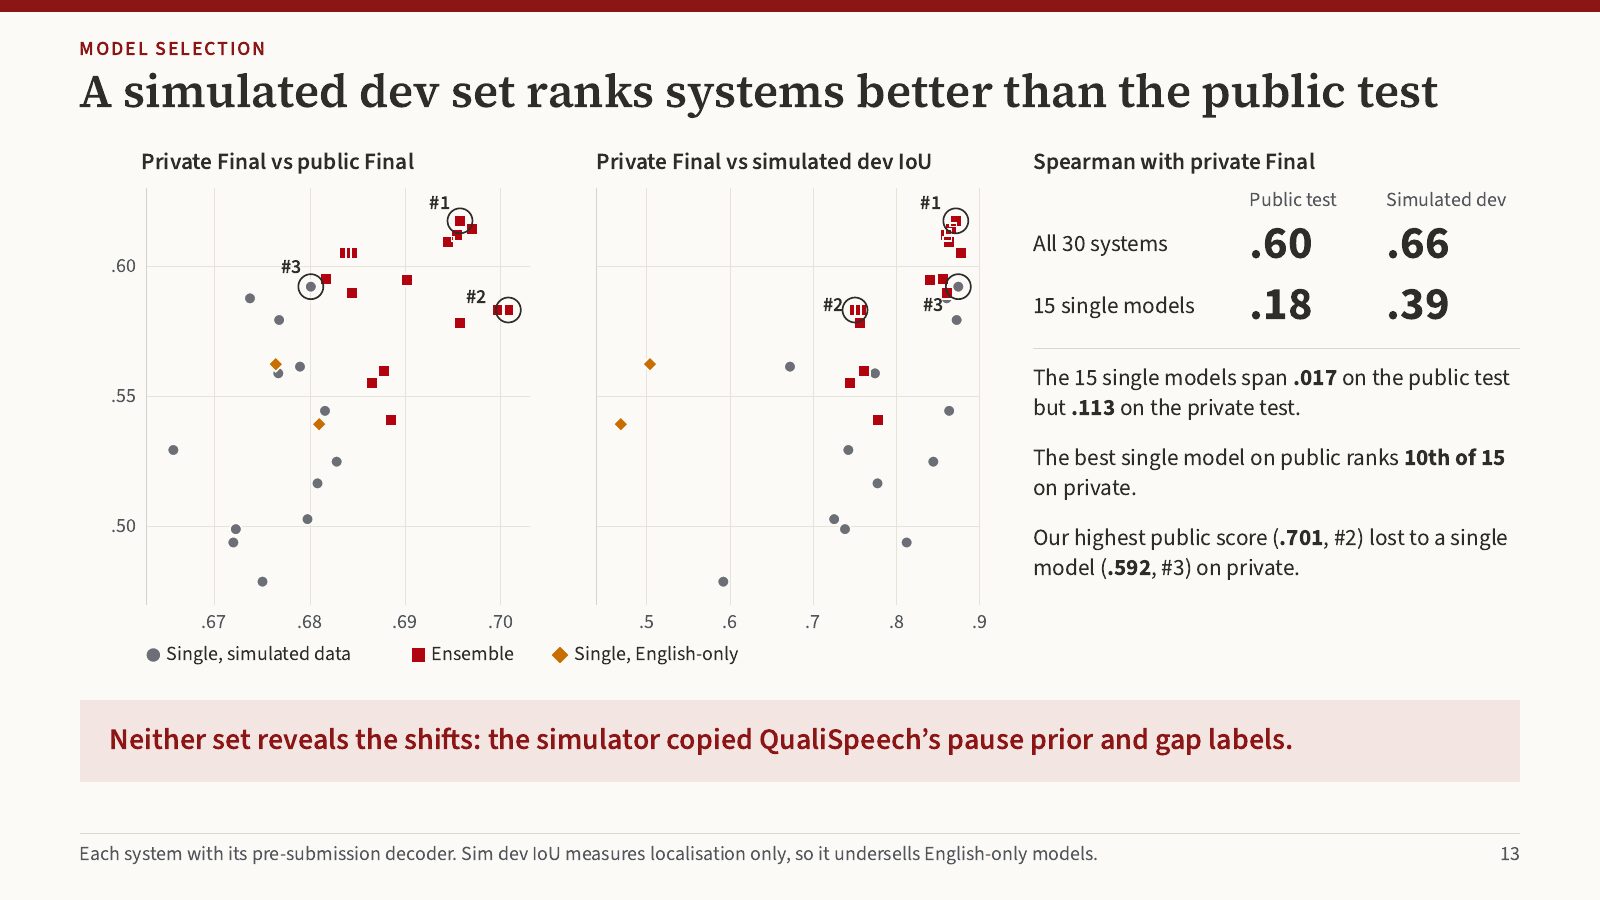 MODEL SELECTION
A simulated dev set ranks systems better than the public test
Private Final vs public Final
#1
#3
#2
.60
.55
.50
.67 .68 .69 .70
Private Final vs simulated dev IoU
#1
#2
#3
.5 .6 .7 .8 .9
Single, simulated data Ensemble Single, English-only
Spearman with private Final
Public test Simulated dev
All 30 systems .60 .66
15 single models .18 .39
The 15 single models span .017 on the public test
but .113 on the private test.
The best single model on public ranks 10th of 15
on private.
Our highest public score (.701, #2) lost to a single
model (.592, #3) on private.
Neither set reveals the shifts: the simulator copied QualiSpeech’s pause prior and gap labels.
Each system with its pre-submission decoder. Sim dev IoU measures localisation only, so it undersells English-only models.
13